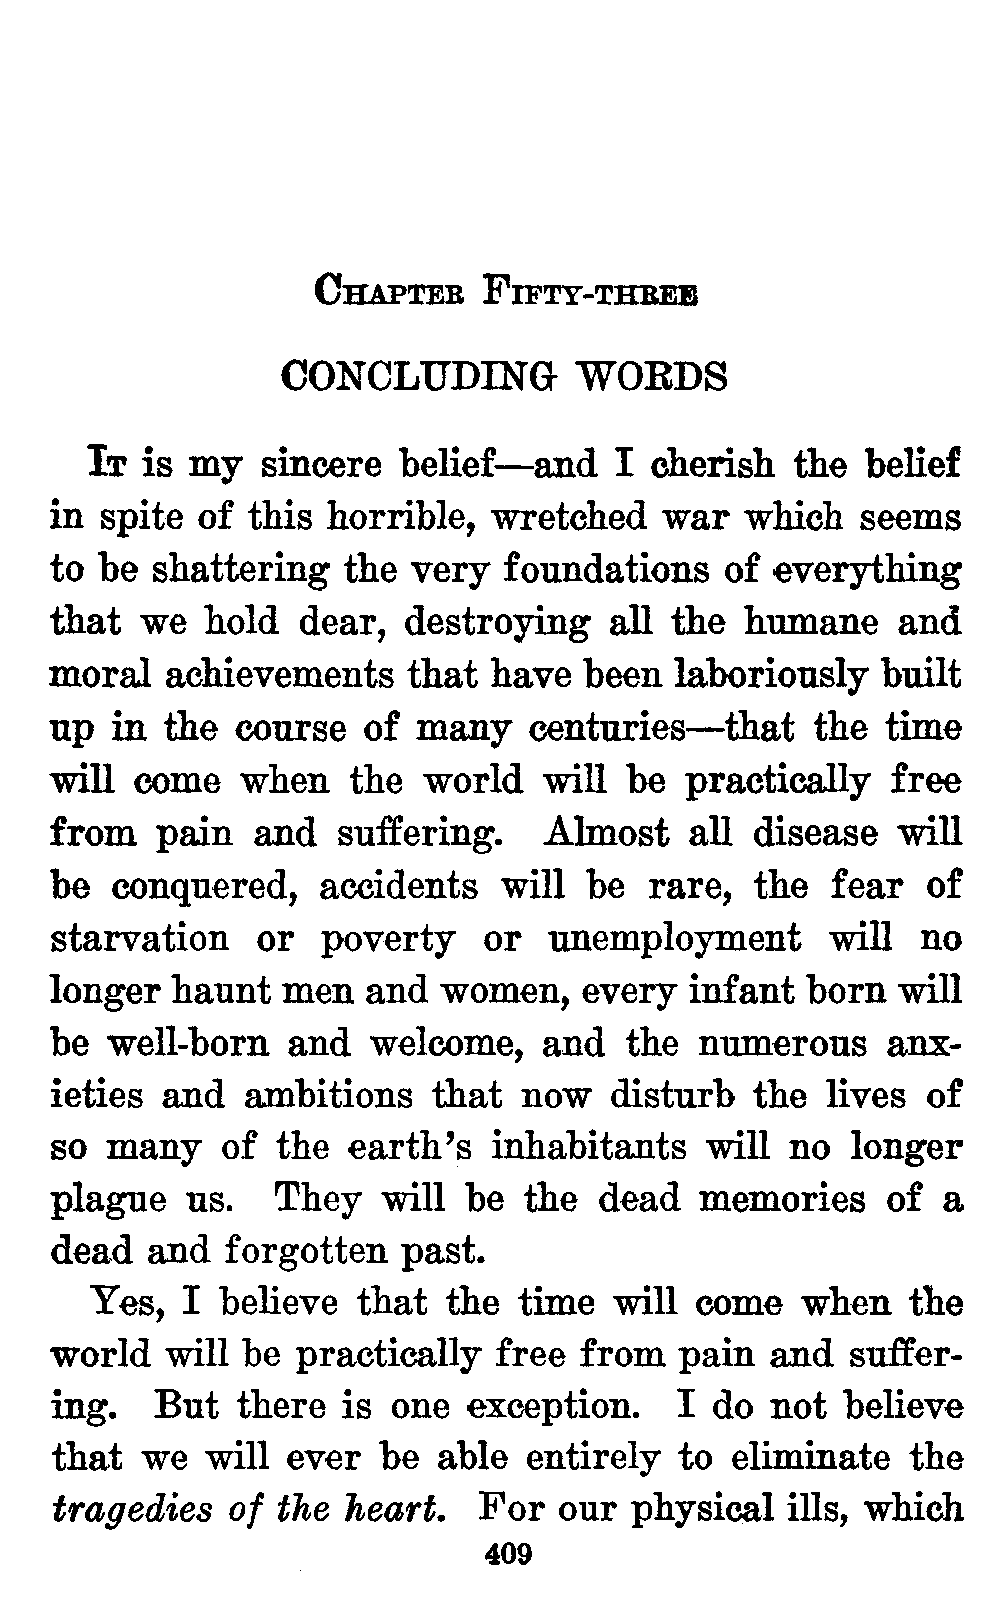 Chapter Fifty-three
CONCLUDING WORDS
It is my sincere belief—and I cherish the belief
in spite of this horrible, wretched war which seems
to be shattering the very foundations of everything
that we hold dear, destroying all the humane and
moral achievements that have been laboriously built
up in the course of many centuries—that the time
will come when the world will be practically free
from pain and suffering. Almost all disease will
be conquered, accidents will be rare, the fear of
starvation or poverty or unemployment will no
longer haunt men and women, every infant born will
be well-born and welcome, and the numerous anx-
ieties and ambitions that now disturb the lives of
so many of the earth's inhabitants will no longer
plague us. They will be the dead memories of a
dead and forgotten past.
Yes, I believe that the time will come when the
world will be practically free from pain and suffer-
ing. But there is one exception. I do not believe
that we will ever be able entirely to eliminate the
tragedies of the heart. For our physical ills, which
409